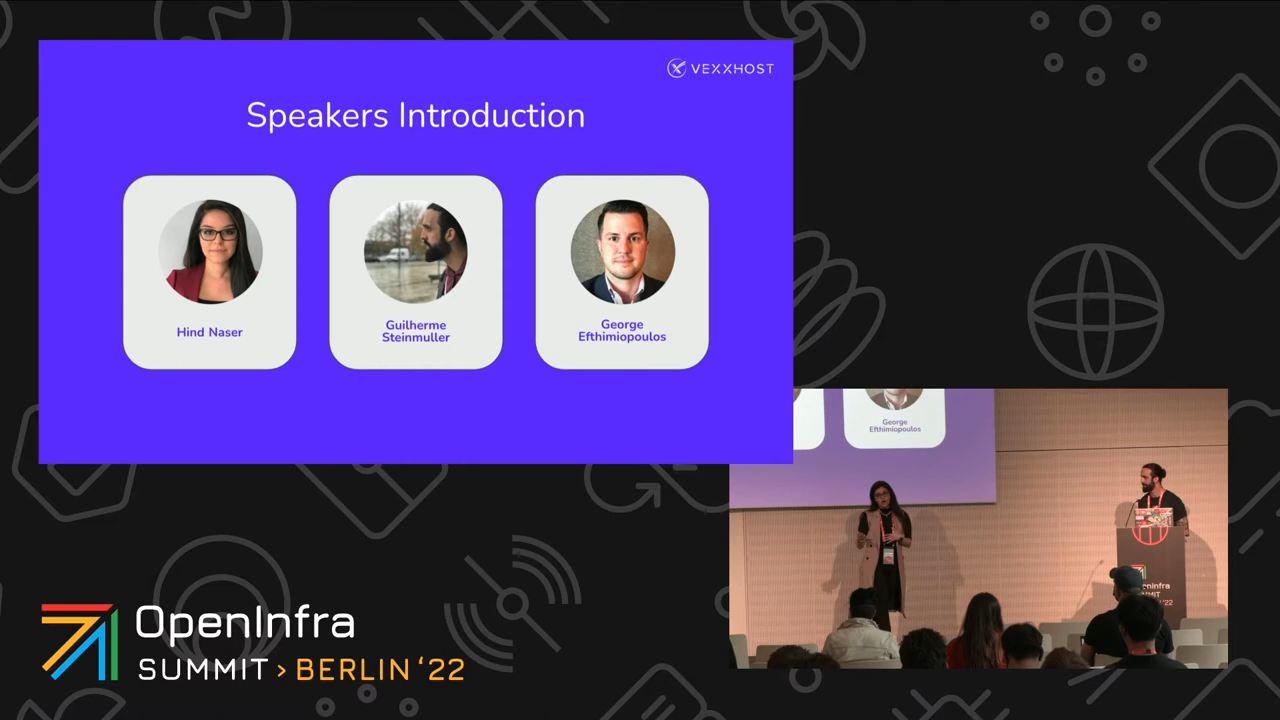 VEXXHOST
Speakers Introduction
Hind Naser
Guilherme
Steinmuller
George
Efthimiopoulos
George
Efthimiopoulos
OpenInfra
SUMMIT > BERLIN ‘22